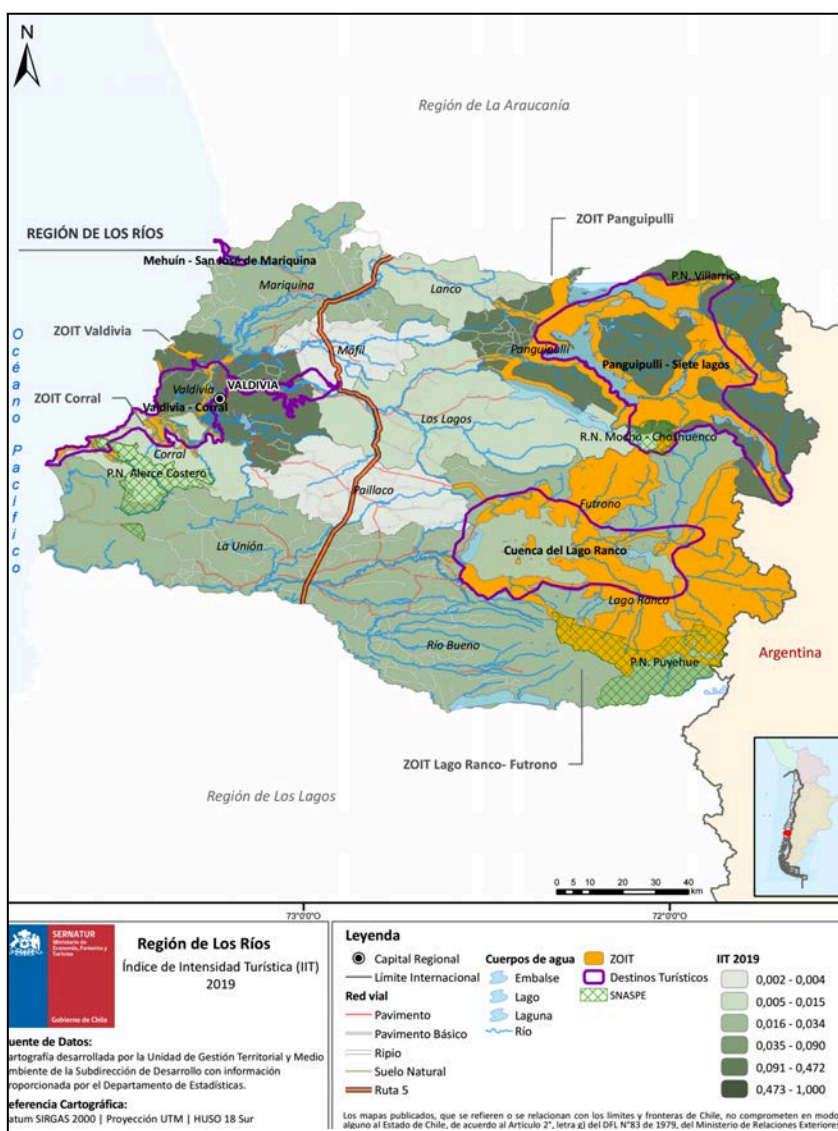 N
Región de La Araucanía
ZOIT Panguipulli
REGIÓN DE LOS RÍOS
Mehuín - San José de Mariquina
P.N. Villarrica
Mariquina
Lanco
ZOIT Valdivia
Máfil
Panguipulli
Panguipulli - Siete lagos
Océano Pacífico
ZOIT Corral
Valdivia
VALDIVIA
Valdivia - Corral
Los Lagos
R.N. Mocho - Choshuenco
Corral
P.N. Alerce Costero
Paillaco
Futrono
La Unión
Cuenca del Lago Ranco
Lago Ranco
Río Bueno
P.N. Puyehue
Argentina
ZOIT Lago Ranco- Futrono
Región de Los Lagos
0 5 10 20 30 40
km
73°0'0"O
72°0'0"O
SERNATUR
Ministerio de
Economía, Fomento y
Turismo
Gobierno de Chile
Región de Los Ríos
Índice de Intensidad Turística (IIT)
2019
uente de Datos:
artografía desarrollada por la Unidad de Gestión Territorial y Medio
mbiente de la Subdirección de Desarrollo con información
roporcionada por el Departamento de Estadísticas.
eferencia Cartográfica:
atum SIRGAS 2000 | Proyección UTM | HUSO 18 Sur
Leyenda
Capital Regional
Límite Internacional
Red vial
Pavimento
Pavimento Básico
Ripio
Suelo Natural
Ruta 5
Cuerpos de agua
Embalse
Lago
Laguna
Río
ZOIT
Destinos Turísticos
SNASPE
IIT 2019
0,002 - 0,004
0,005 - 0,015
0,016 - 0,034
0,035 - 0,090
0,091 - 0,472
0,473 - 1,000
Los mapas publicados, que se refieren o se relacionan con los límites y fronteras de Chile, no comprometen en modo
alguno al Estado de Chile, de acuerdo al Artículo 2°, letra g) del DFL N°83 de 1979, del Ministerio de Relaciones Exteriores